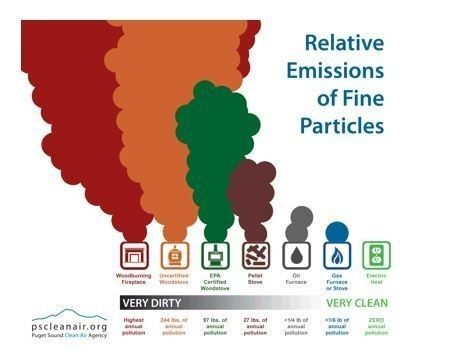 Relative
Emissions
of Fine
Particles
Woodburning
Fireplace
Uncertified
Woodstove
EPA
Certified
Woodstove
Pellet
Stove
Oil
Furnace
Gas
Furnace
or Stove
Electric
Heat
VERY DIRTY
VERY CLEAN
Highest
annual
pollution
244 lbs. of
annual
pollution
97 lbs. of
annual
pollution
27 lbs. of
annual
pollution
<1/4 lb of
annual
pollution
<1/6 lb of
annual
pollution
ZERO
annual
pollution
pscleanair.org
Puget Sound Clean Air Agency